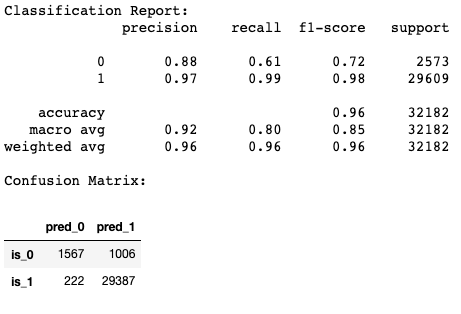 Classification Report:
precision recall f1-score support
0 0.88 0.61 0.72 2573
1 0.97 0.99 0.98 29609
accuracy 0.96 32182
macro avg 0.92 0.80 0.85 32182
weighted avg 0.96 0.96 0.96 32182
Confusion Matrix:
pred_0 pred_1
is_0 1567 1006
is_1 222 29387